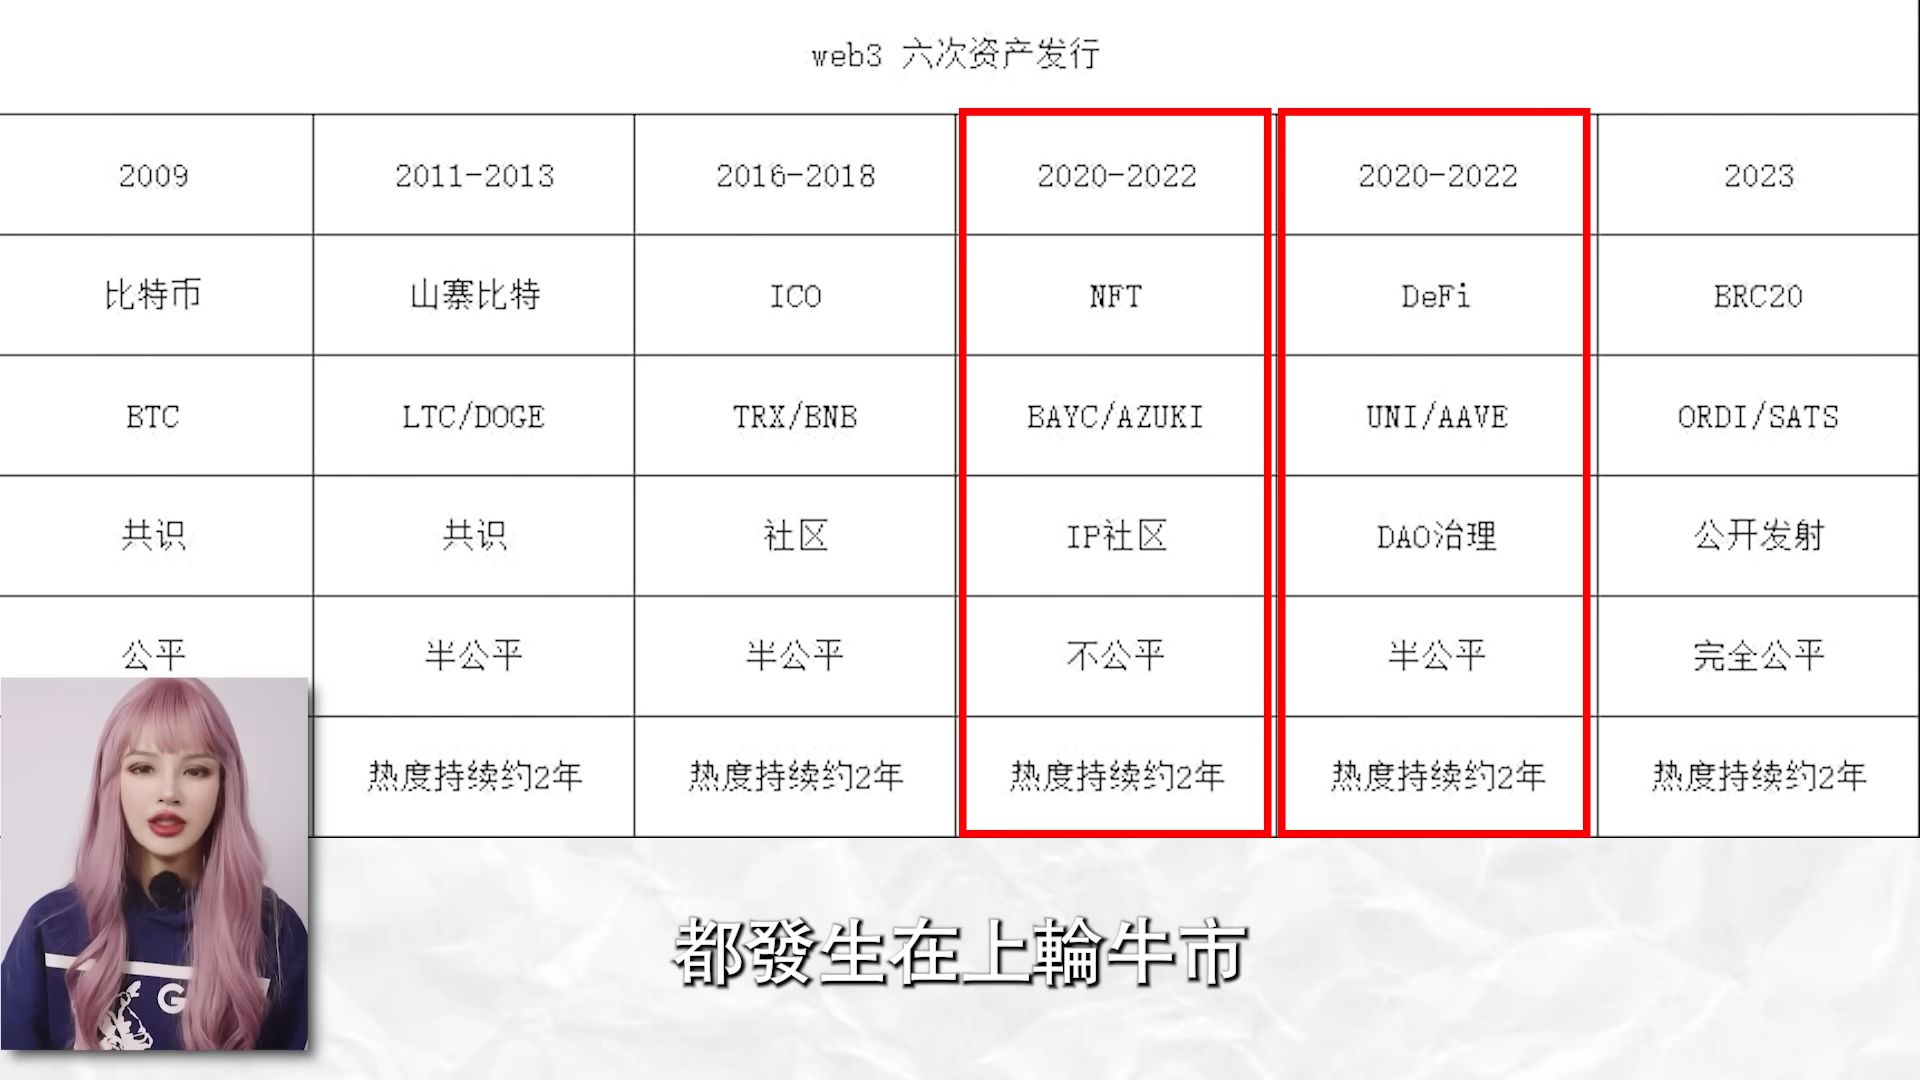 web3 六次资产发行
2009 2011-2013 2016-2018 2020-2022 2020-2022 2023
比特币 山寨比特 ICO NFT DeFi BRC20
BTC LTC/DOGE TRX/BNB BAYC/AZUKI UNI/AAVE ORDI/SATS
共识 共识 社区 IP社区 DAO治理 公开发射
公平 半公平 半公平 不公平 半公平 完全公平
热度持续约2年 热度持续约2年 热度持续约2年 热度持续约2年 热度持续约2年
G
都發生在上輪牛市